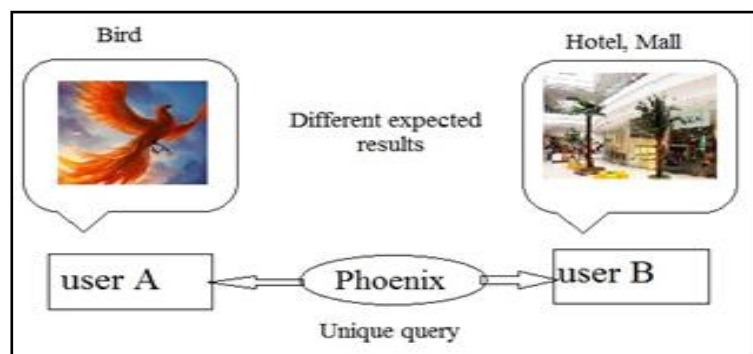 Bird
Hotel, Mall
Different expected
results
user A
Phoenix
user B
Unique query